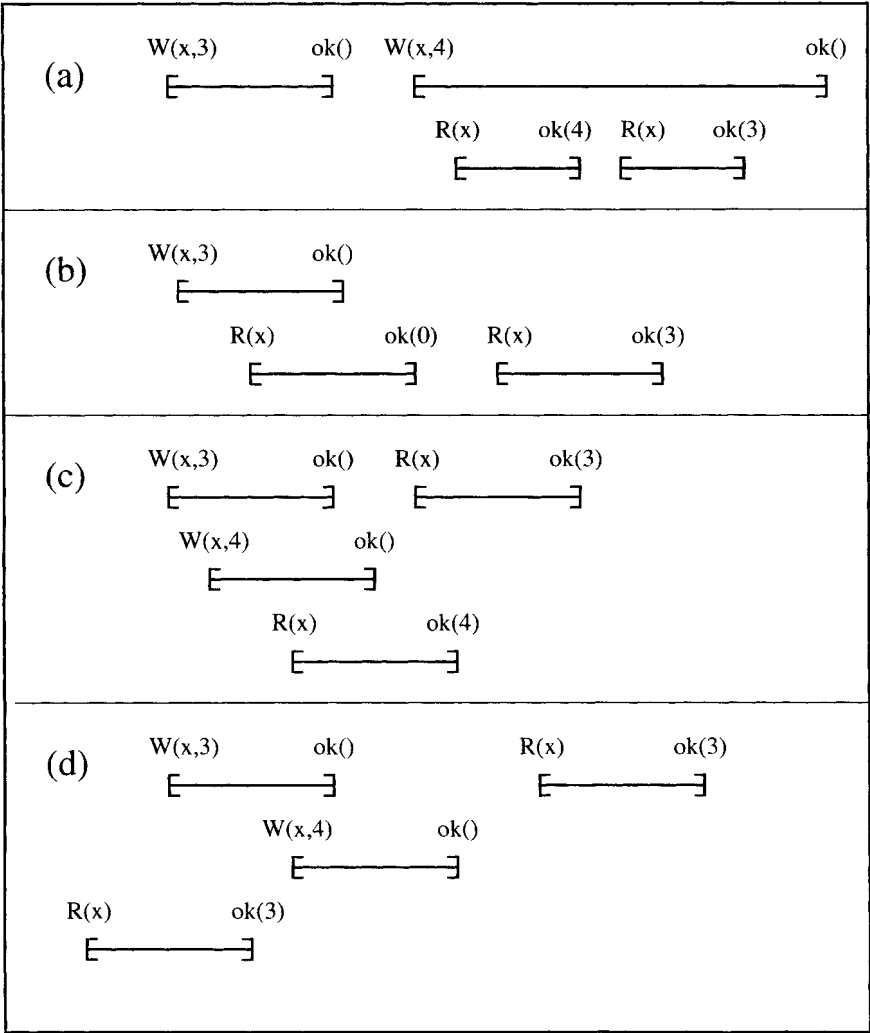 W(x,3) ok() W(x,4) ok()
(a)
R(x) ok(4) R(x) ok(3)
W(x,3) ok()
(b)
R(x) ok(0) R(x) ok(3)
W(x,3) ok() R(x) ok(3)
(c)
W(x,4) ok()
R(x) ok(4)
W(x,3) ok() R(x) ok(3)
(d)
W(x,4) ok()
R(x) ok(3)